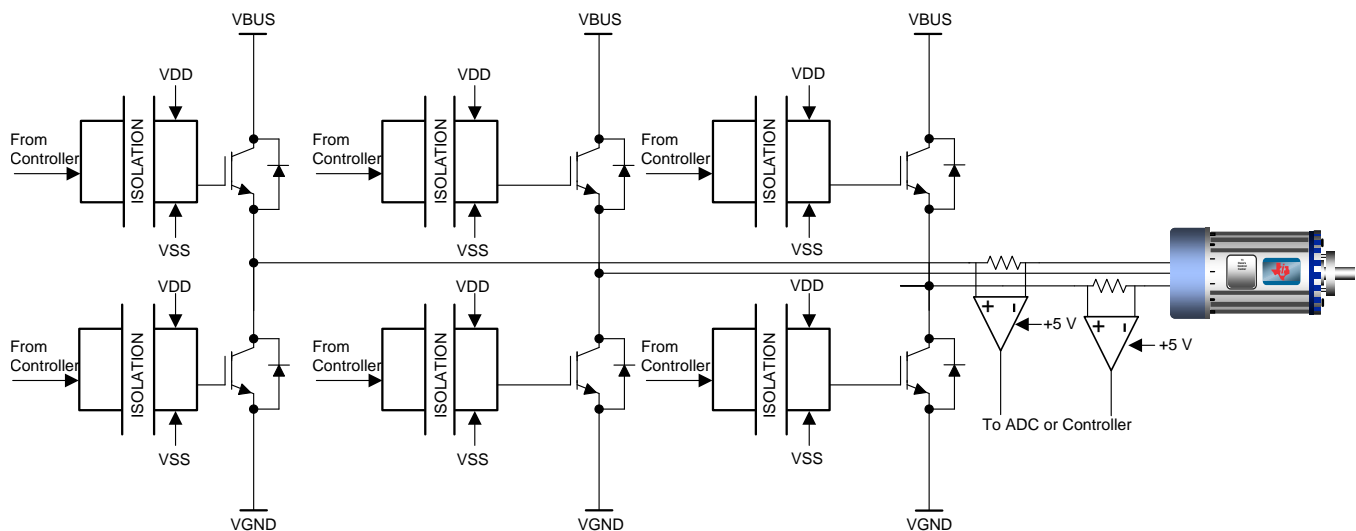 VBUS
VBUS
VBUS
VDD
VDD
VDD
From
Controller
ISOLATION
From
Controller
ISOLATION
From
Controller
ISOLATION
VSS
VSS
VSS
VDD
VDD
VDD
+
-
+5 V
+
-
+5 V
From
Controller
ISOLATION
From
Controller
ISOLATION
From
Controller
ISOLATION
To ADC or Controller
VSS
VSS
VSS
VGND
VGND
VGND